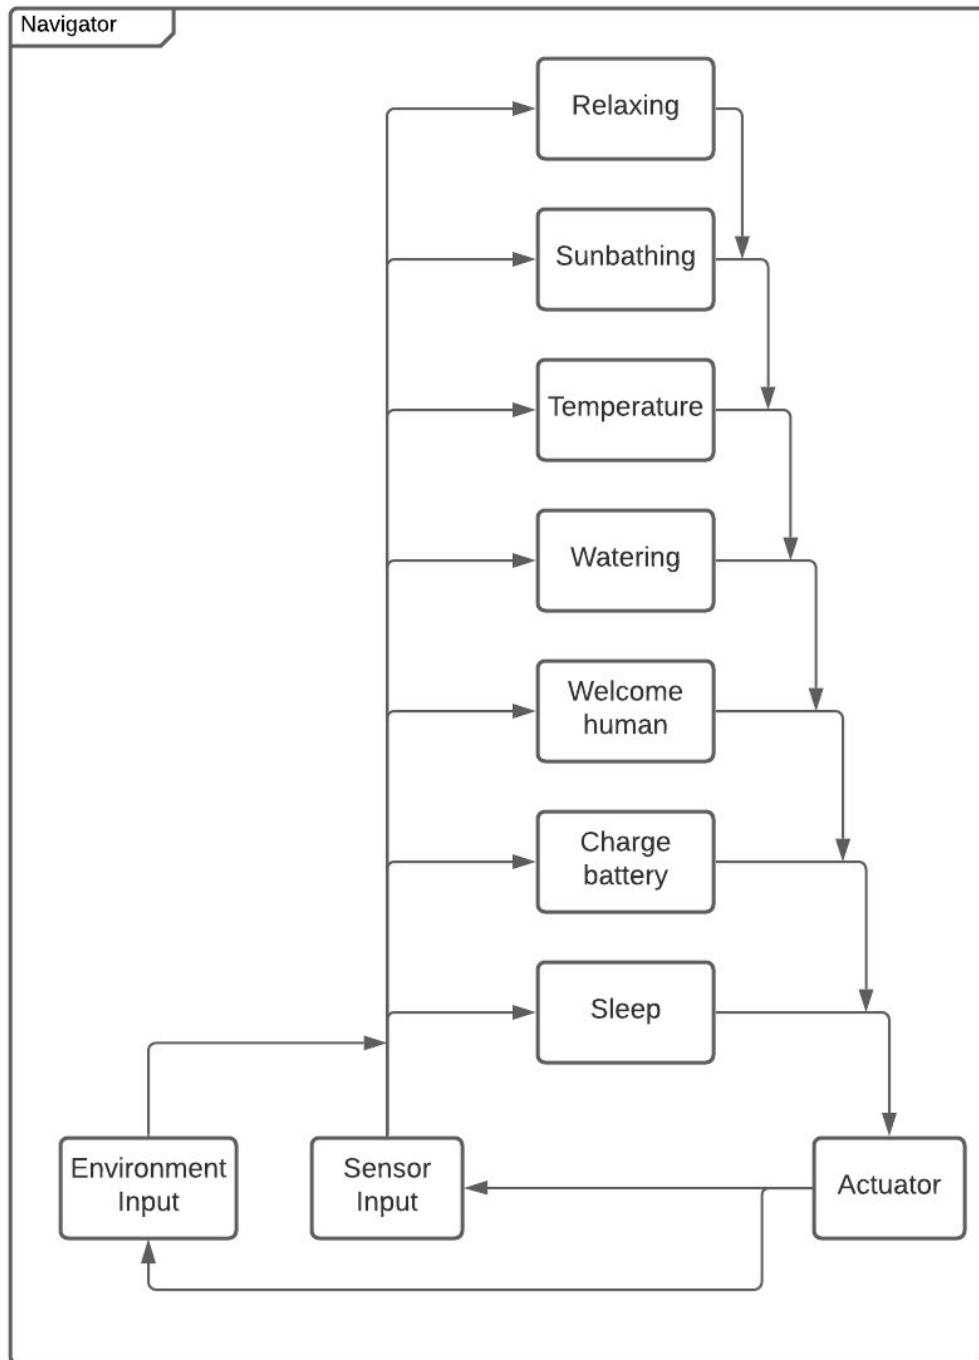 Navigator
Relaxing
Sunbathing
Temperature
Watering
Welcome
human
Charge
battery
Sleep
Environment
Input
Sensor
Input
Actuator